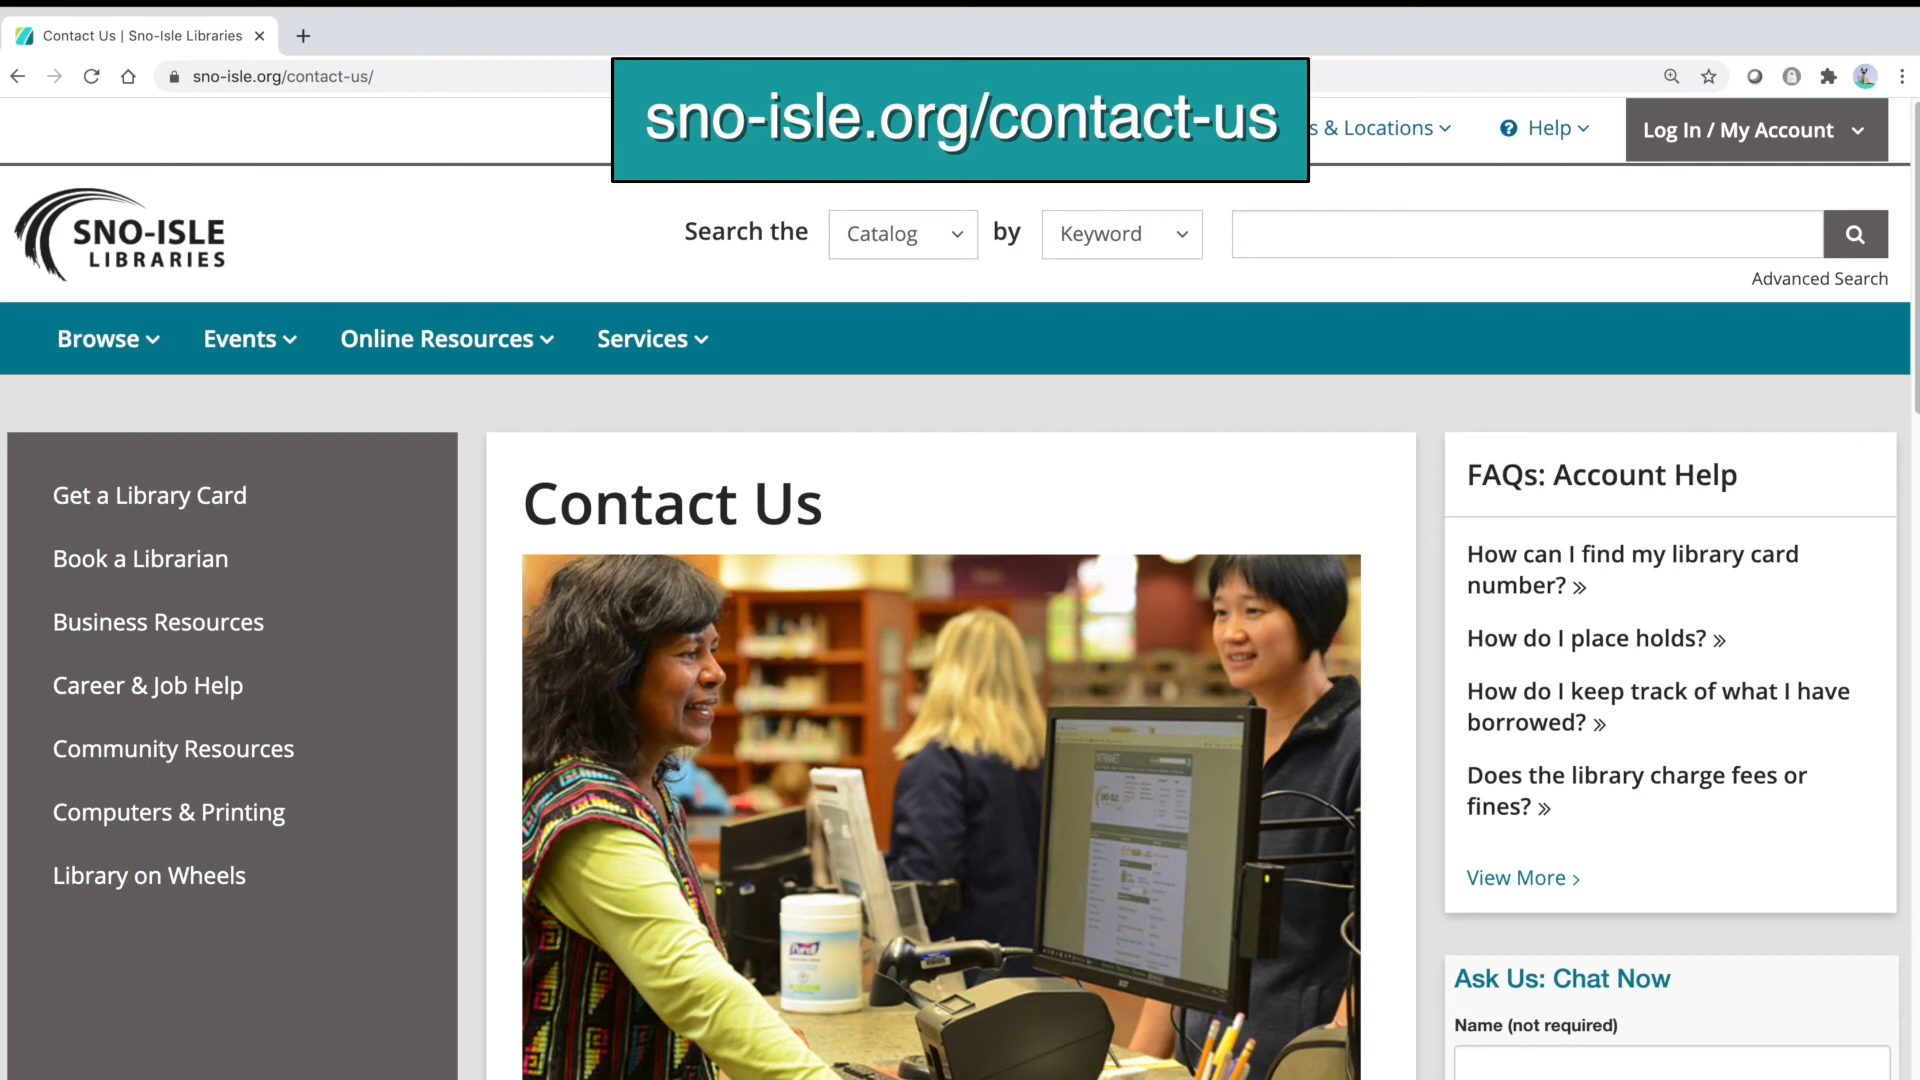 Contact Us | Sno-Isle Libraries
sno-isle.org/contact-us/
sno-isle.org/contact-us
s & Locations
Help
Log In / My Account
SNO-ISLE
LIBRARIES
Search the Catalog by Keyword
Advanced Search
Browse Events Online Resources Services
Get a Library Card
Book a Librarian
Business Resources
Career & Job Help
Community Resources
Computers & Printing
Library on Wheels
Contact Us
INTRANET
PURELL
FAQs: Account Help
How can I find my library card
number? »
How do I place holds? »
How do I keep track of what I have
borrowed? »
Does the library charge fees or
fines? »
View More >
Ask Us: Chat Now
Name (not required)